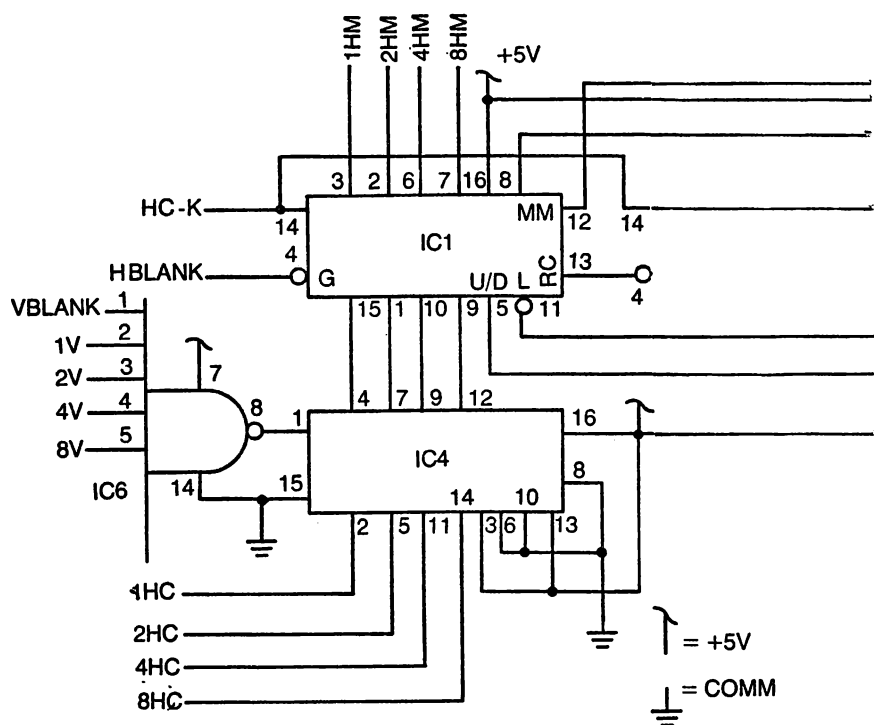 1HM 2HM 4HM 8HM +5V
3 2 6 7 16 8
HC-K 14 MM 12 14
IC1
4 HBLANK G U/D L RC 13 4
VBLANK 1 15 1 10 9 5 11
1V 2
2V 3 7
4V 4 8 4 7 9 12
8V 5 1 16
IC4
IC6 14 15 14 10 8
2 5 11 3 6 13
1HC
2HC = +5V
4HC
8HC = COMM